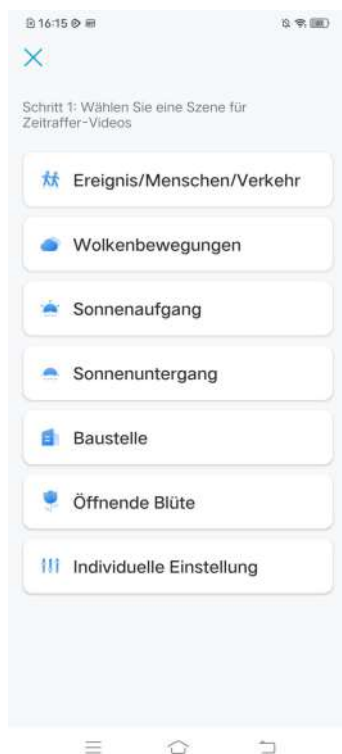 16:15
Schritt 1: Wählen Sie eine Szene für
Zeitraffer-Videos
Ereignis/Menschen/Verkehr
Wolkenbewegungen
Sonnenaufgang
Sonnenuntergang
Baustelle
Öffnende Blüte
Individuelle Einstellung